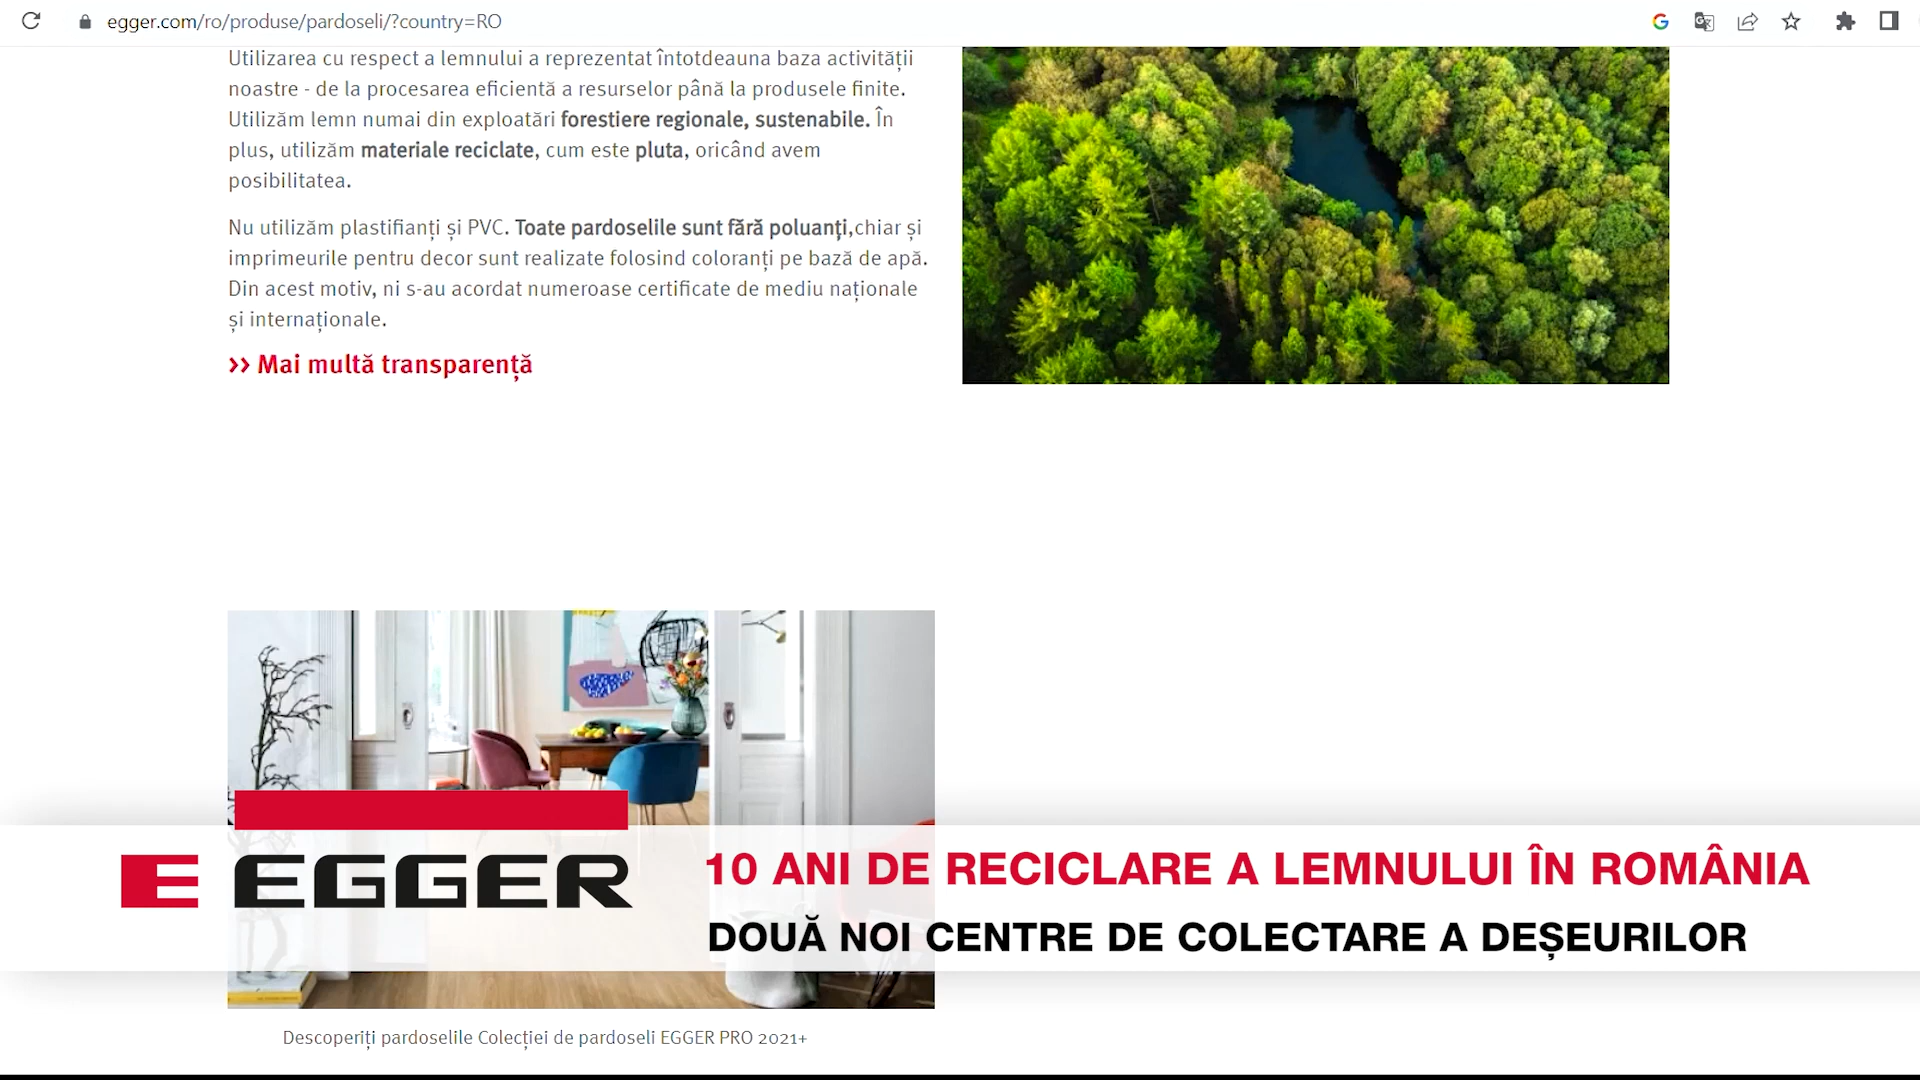 egger.com/ro/produse/pardoseli/?country=RO
Utilizarea cu respect a lemnului a reprezentat întotdeauna baza activității
noastre - de la procesarea eficientă a resurselor până la produsele finite.
Utilizăm lemn numai din exploatări forestiere regionale, sustenabile. În
plus, utilizăm materiale reciclate, cum este pluta, oricând avem
posibilitatea.
Nu utilizăm plastifianți și PVC. Toate pardoselile sunt fără poluanți,chiar și
imprimeurile pentru decor sunt realizate folosind coloranți pe bază de apă.
Din acest motiv, ni s-au acordat numeroase certificate de mediu naționale
și internaționale.
>> Mai multă transparență
E EGGER
10 ANI DE RECICLARE A LEMNULUI ÎN ROMÂNIA
DOUĂ NOI CENTRE DE COLECTARE A DEȘEURILOR
Descoperiți pardoselile Colecției de pardoseli EGGER PRO 2021+